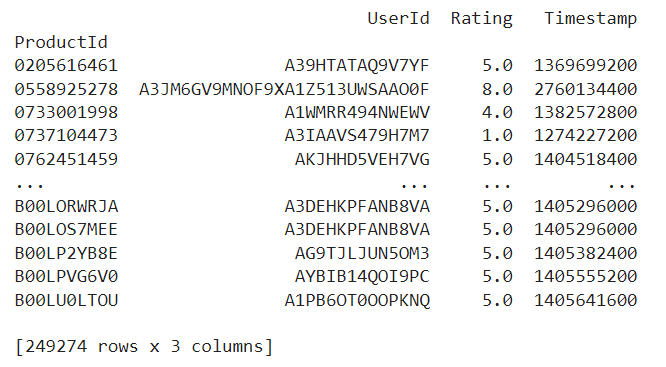 UserId Rating Timestamp
ProductId
0205616461 A39HTATAQ9V7YF 5.0 1369699200
0558925278 A3JM6GV9MNOF9XA1Z513UWSAAO0F 8.0 2760134400
0733001998 A1WMRR494NWEWV 4.0 1382572800
0737104473 A3IAAVS479H7M7 1.0 1274227200
0762451459 AKJHHD5VEH7VG 5.0 1404518400
... ... ... ...
B00LORWRJA A3DEHKPFANB8VA 5.0 1405296000
B00LOS7MEE A3DEHKPFANB8VA 5.0 1405296000
B00LP2YB8E AG9TJLJUN5OM3 5.0 1405382400
B00LPVG6V0 AYBIB14QOI9PC 5.0 1405555200
B00LU0LTOU A1PB6OT0OOPKNQ 5.0 1405641600
[249274 rows x 3 columns]